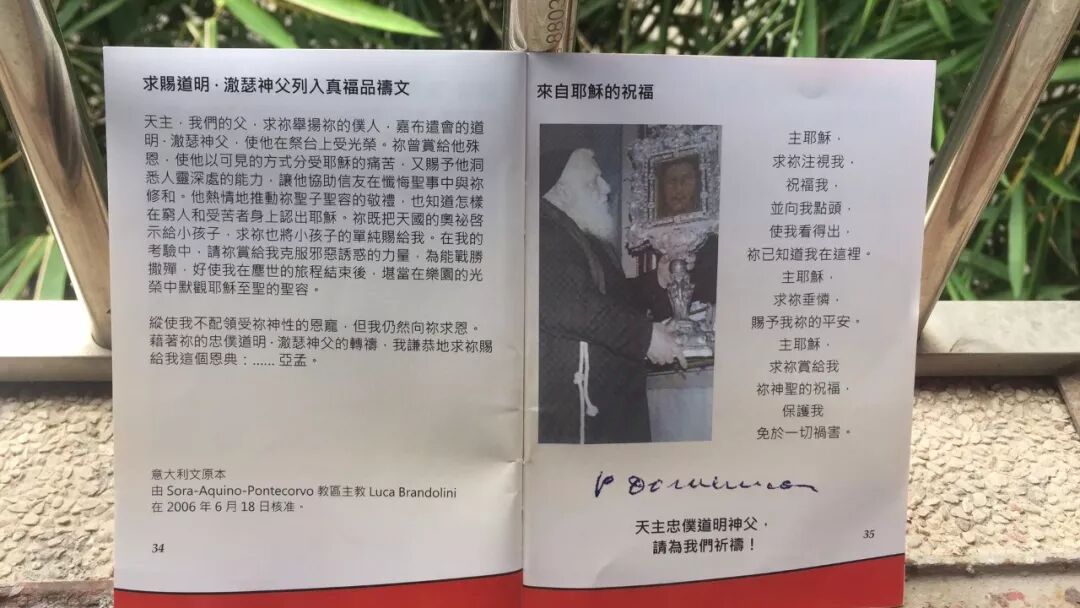 求賜道明．澈瑟神父列入真福品禱文
天主，我們的父，求祢舉揚祢的僕人，嘉布遣會的道
明．澈瑟神父，使他在祭台上受光榮。祢曾賞給他殊
恩，使他以可見的方式分受耶穌的痛苦，又賜予他洞
悉人靈深處的能力，讓他協助信友在懺悔聖事中與祢
修和。他熱情地推動祢聖子聖容的敬禮，也知道怎樣
在窮人和受苦者身上認出耶穌。祢既把天國的奧祕啓
示給小孩子，求祢也將小孩子的單純賜給我。在我的
考驗中，請祢賞給我克服邪惡誘惑的力量，為能戰勝
撒殫，好使我在塵世的旅程結束後，堪當在樂園的光
榮中默觀耶穌至聖的聖容。
縱使我不配領受祢神性的恩寵，但我仍然向祢求恩。
藉著祢的忠僕道明．澈瑟神父的轉禱，我謙恭地求祢賜
給我這個恩典：...... 亞孟。
意大利文原本
由 Sora-Aquino-Pontecorvo 教區主教 Luca Brandolini
在 2006 年 6 月 18 日核准。
34
來自耶穌的祝福
主耶穌，
求祢注視我，
祝福我，
並向我點頭，
使我看得出，
祢已知道我在這裡。
主耶穌，
求祢垂憐，
賜予我祢的平安。
主耶穌，
求祢賞給我
祢神聖的祝福，
保護我
免於一切禍害。
天主忠僕道明神父，
請為我們祈禱！
35